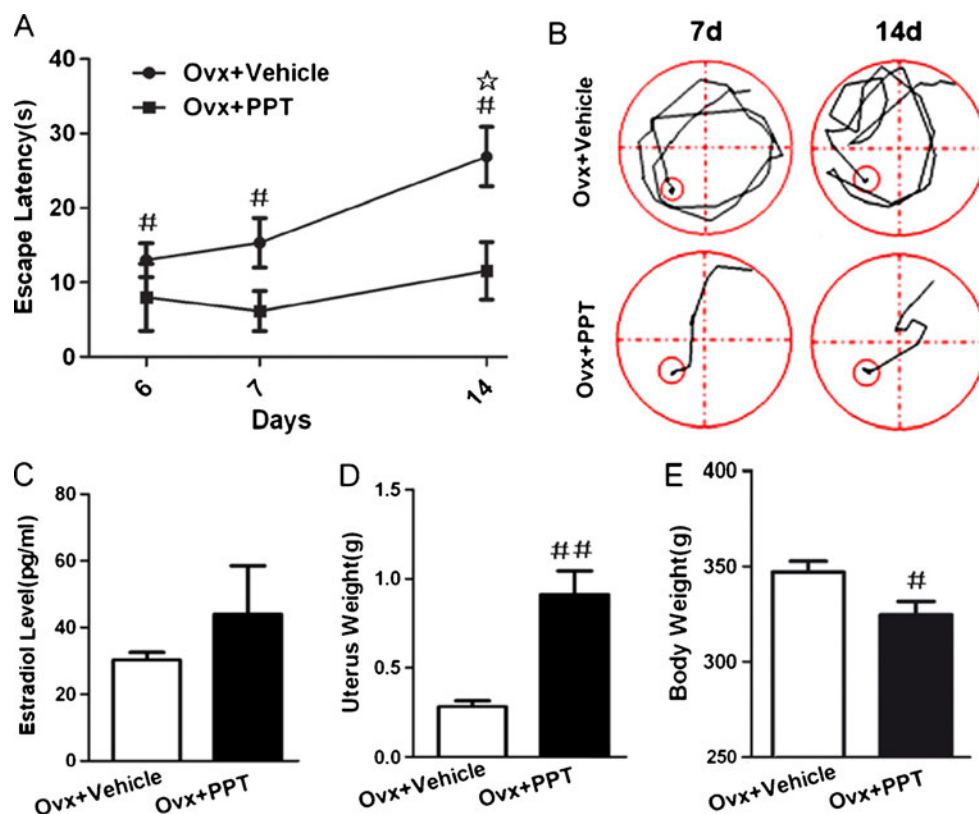 A
40
30
20
10
0
Escape Latency(s)
Ovx+Vehicle
Ovx+PPT
☆
#
#
#
6
7
14
Days
B
7d
14d
Ovx+Vehicle
Ovx+PPT
C
80
60
40
20
0
Estradiol Level(pg/ml)
Ovx+Vehicle
Ovx+PPT
D
1.5
1.0
0.5
0.0
Uterus Weight(g)
##
Ovx+Vehicle
Ovx+PPT
E
400
350
300
250
Body Weight(g)
#
Ovx+Vehicle
Ovx+PPT